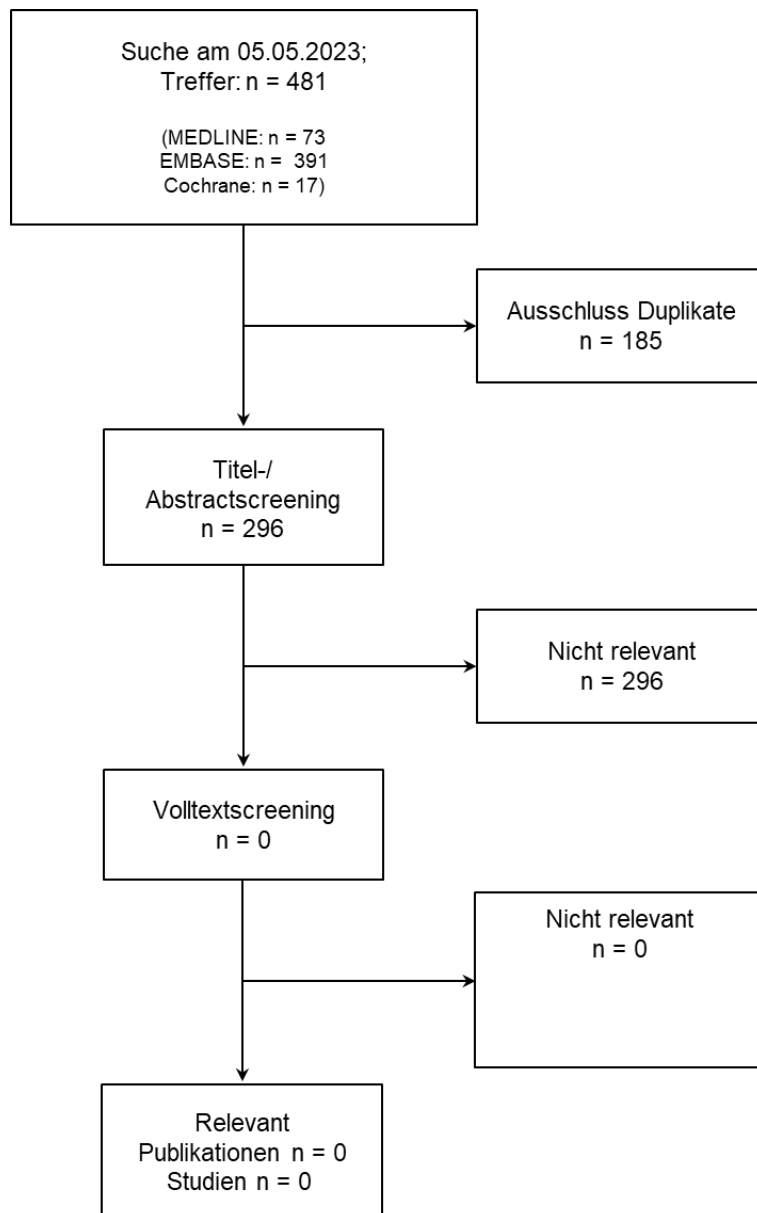 Suche am 05.05.2023;
Treffer: n = 481
(MEDLINE: n = 73
EMBASE: n = 391
Cochrane: n = 17)
Ausschluss Duplikate
n = 185
Titel-/
Abstractscreening
n = 296
Nicht relevant
n = 296
Volltextscreening
n = 0
Nicht relevant
n = 0
Relevant
Publikationen n = 0
Studien n = 0